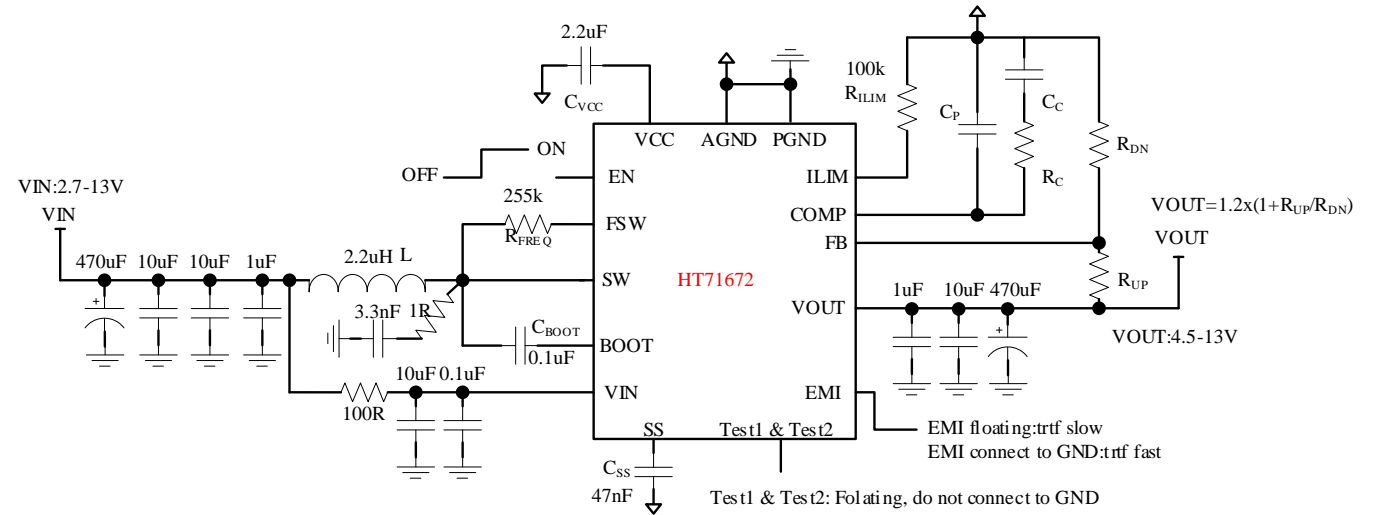 2.2uF
CVCC
100k
RILIM
CP
CC
RC
RDN
VCC
AGND
PGND
ON
OFF
EN
ILIM
VIN:2.7-13V
VIN
255k
RFREQ
FSW
COMP
FB
VOUT=1.2x(1+RUP/RDN)
VOUT
470uF
10uF
10uF
1uF
2.2uH L
SW
HT71672
RUP
+
3.3nF
1R
VOUT
1uF
10uF
470uF
+
VOUT:4.5-13V
CBOOT
0.1uF
BOOT
10uF
0.1uF
100R
VIN
EMI
SS
Test1 & Test2
EMI floating:trtf slow
EMI connect to GND:trtf fast
CSS
47nF
Test1 & Test2: Folating, do not connect to GND